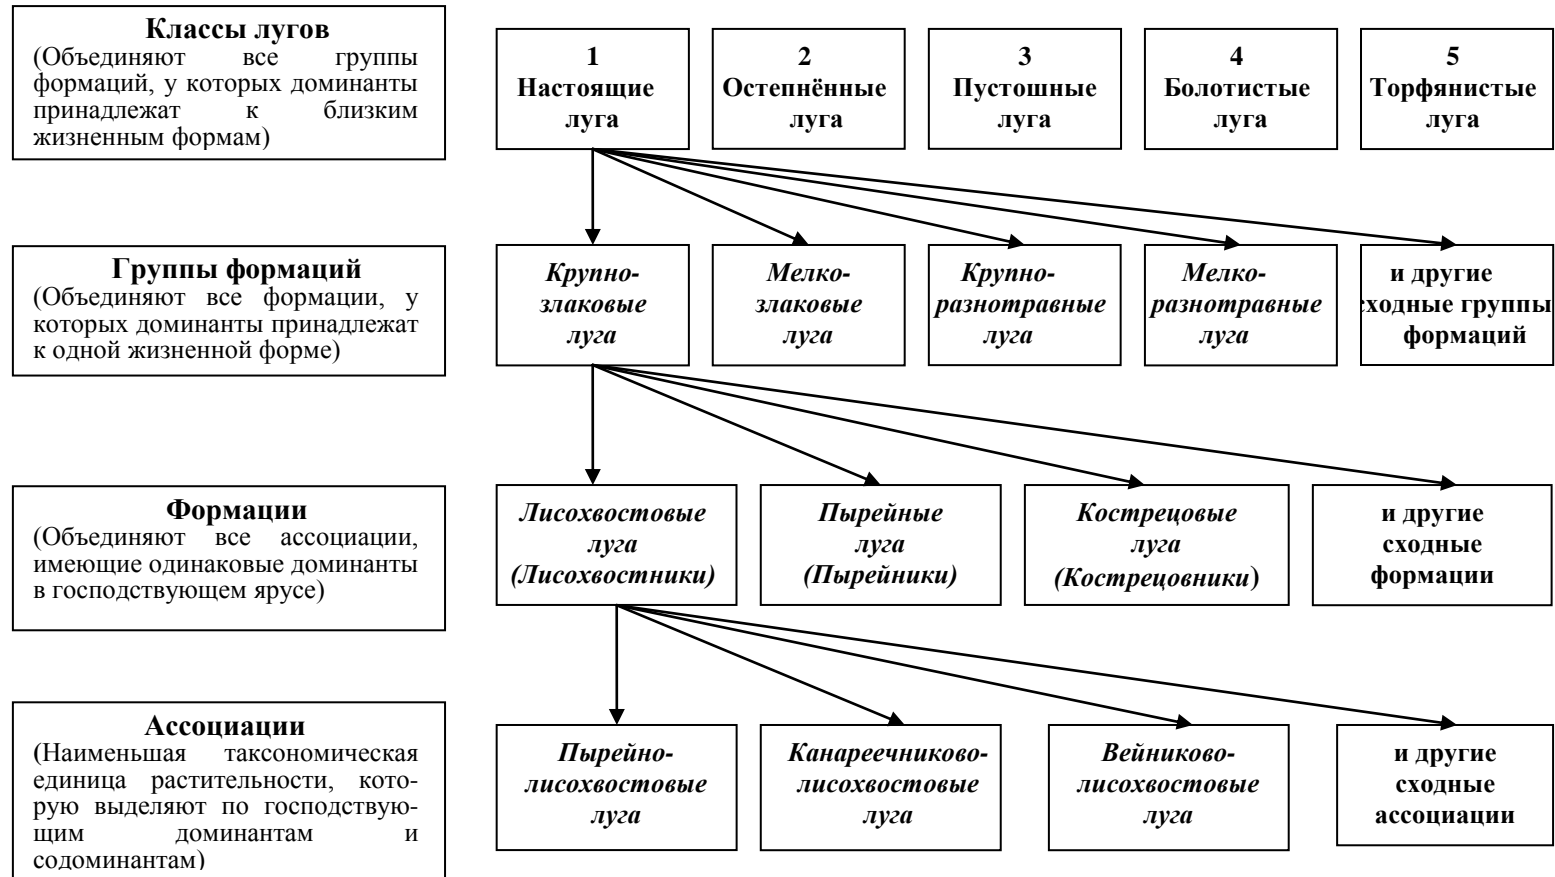 Классы лугов
(Объединяют все группы
формаций, у которых доминанты
принадлежат к близким
жизненным формам)
1
Настоящие
луга
2
Остепнённые
луга
3
Пустошные
луга
4
Болотистые
луга
5
Торфянистые
луга
Группы формаций
(Объединяют все формации, у
которых доминанты принадлежат
к одной жизненной форме)
Крупно-
злаковые
луга
Мелко-
злаковые
луга
Крупно-
разнотравные
луга
Мелко-
разнотравные
луга
и другие
сходные группы
формаций
Формации
(Объединяют все ассоциации,
имеющие одинаковые доминанты
в господствующем ярусе)
Лисохвостовые
луга
(Лисохвостники)
Пырейные
луга
(Пырейники)
Кострецовые
луга
(Кострецовники)
и другие
сходные
формации
Ассоциации
(Наименьшая таксономическая
единица растительности, кото-
рую выделяют по господствую-
щим доминантам и
содоминантам)
Пырейно-
лисохвостовые
луга
Канареечниково-
лисохвостовые
луга
Вейниково-
лисохвостовые
луга
и другие
сходные
ассоциации